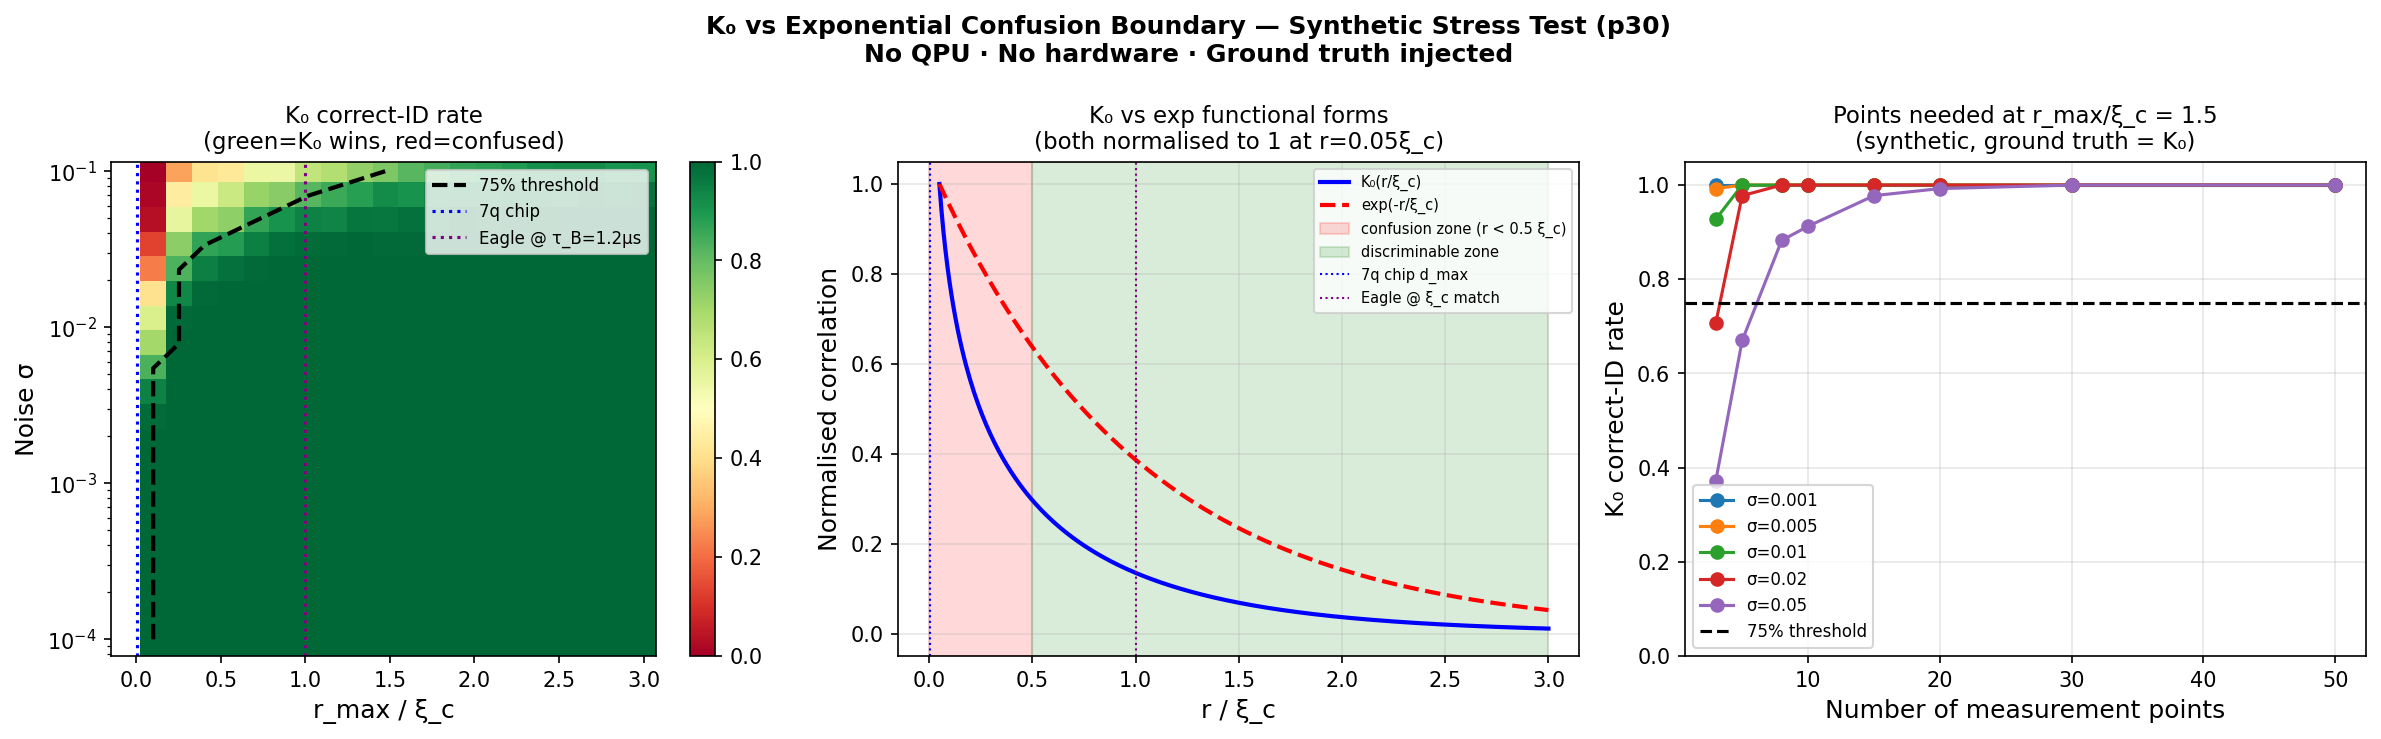 K₀ vs Exponential Confusion Boundary — Synthetic Stress Test (p30)
No QPU · No hardware · Ground truth injected
K₀ correct-ID rate
(green=K₀ wins, red=confused)
10⁻¹
10⁻²
10⁻³
10⁻⁴
Noise σ
0.0 0.5 1.0 1.5 2.0 2.5 3.0
r_max / ξ_c
75% threshold
7q chip
Eagle @ τ_B=1.2μs
1.0
0.8
0.6
0.4
0.2
0.0
K₀ vs exp functional forms
(both normalised to 1 at r=0.05ξ_c)
Normalised correlation
1.0
0.8
0.6
0.4
0.2
0.0
K₀(r/ξ_c)
exp(-r/ξ_c)
confusion zone (r < 0.5 ξ_c)
discriminable zone
7q chip d_max
Eagle @ ξ_c match
0.0 0.5 1.0 1.5 2.0 2.5 3.0
r / ξ_c
Points needed at r_max/ξ_c = 1.5
(synthetic, ground truth = K₀)
K₀ correct-ID rate
1.0
0.8
0.6
0.4
0.2
0.0
σ=0.001
σ=0.005
σ=0.01
σ=0.02
σ=0.05
75% threshold
10 20 30 40 50
Number of measurement points